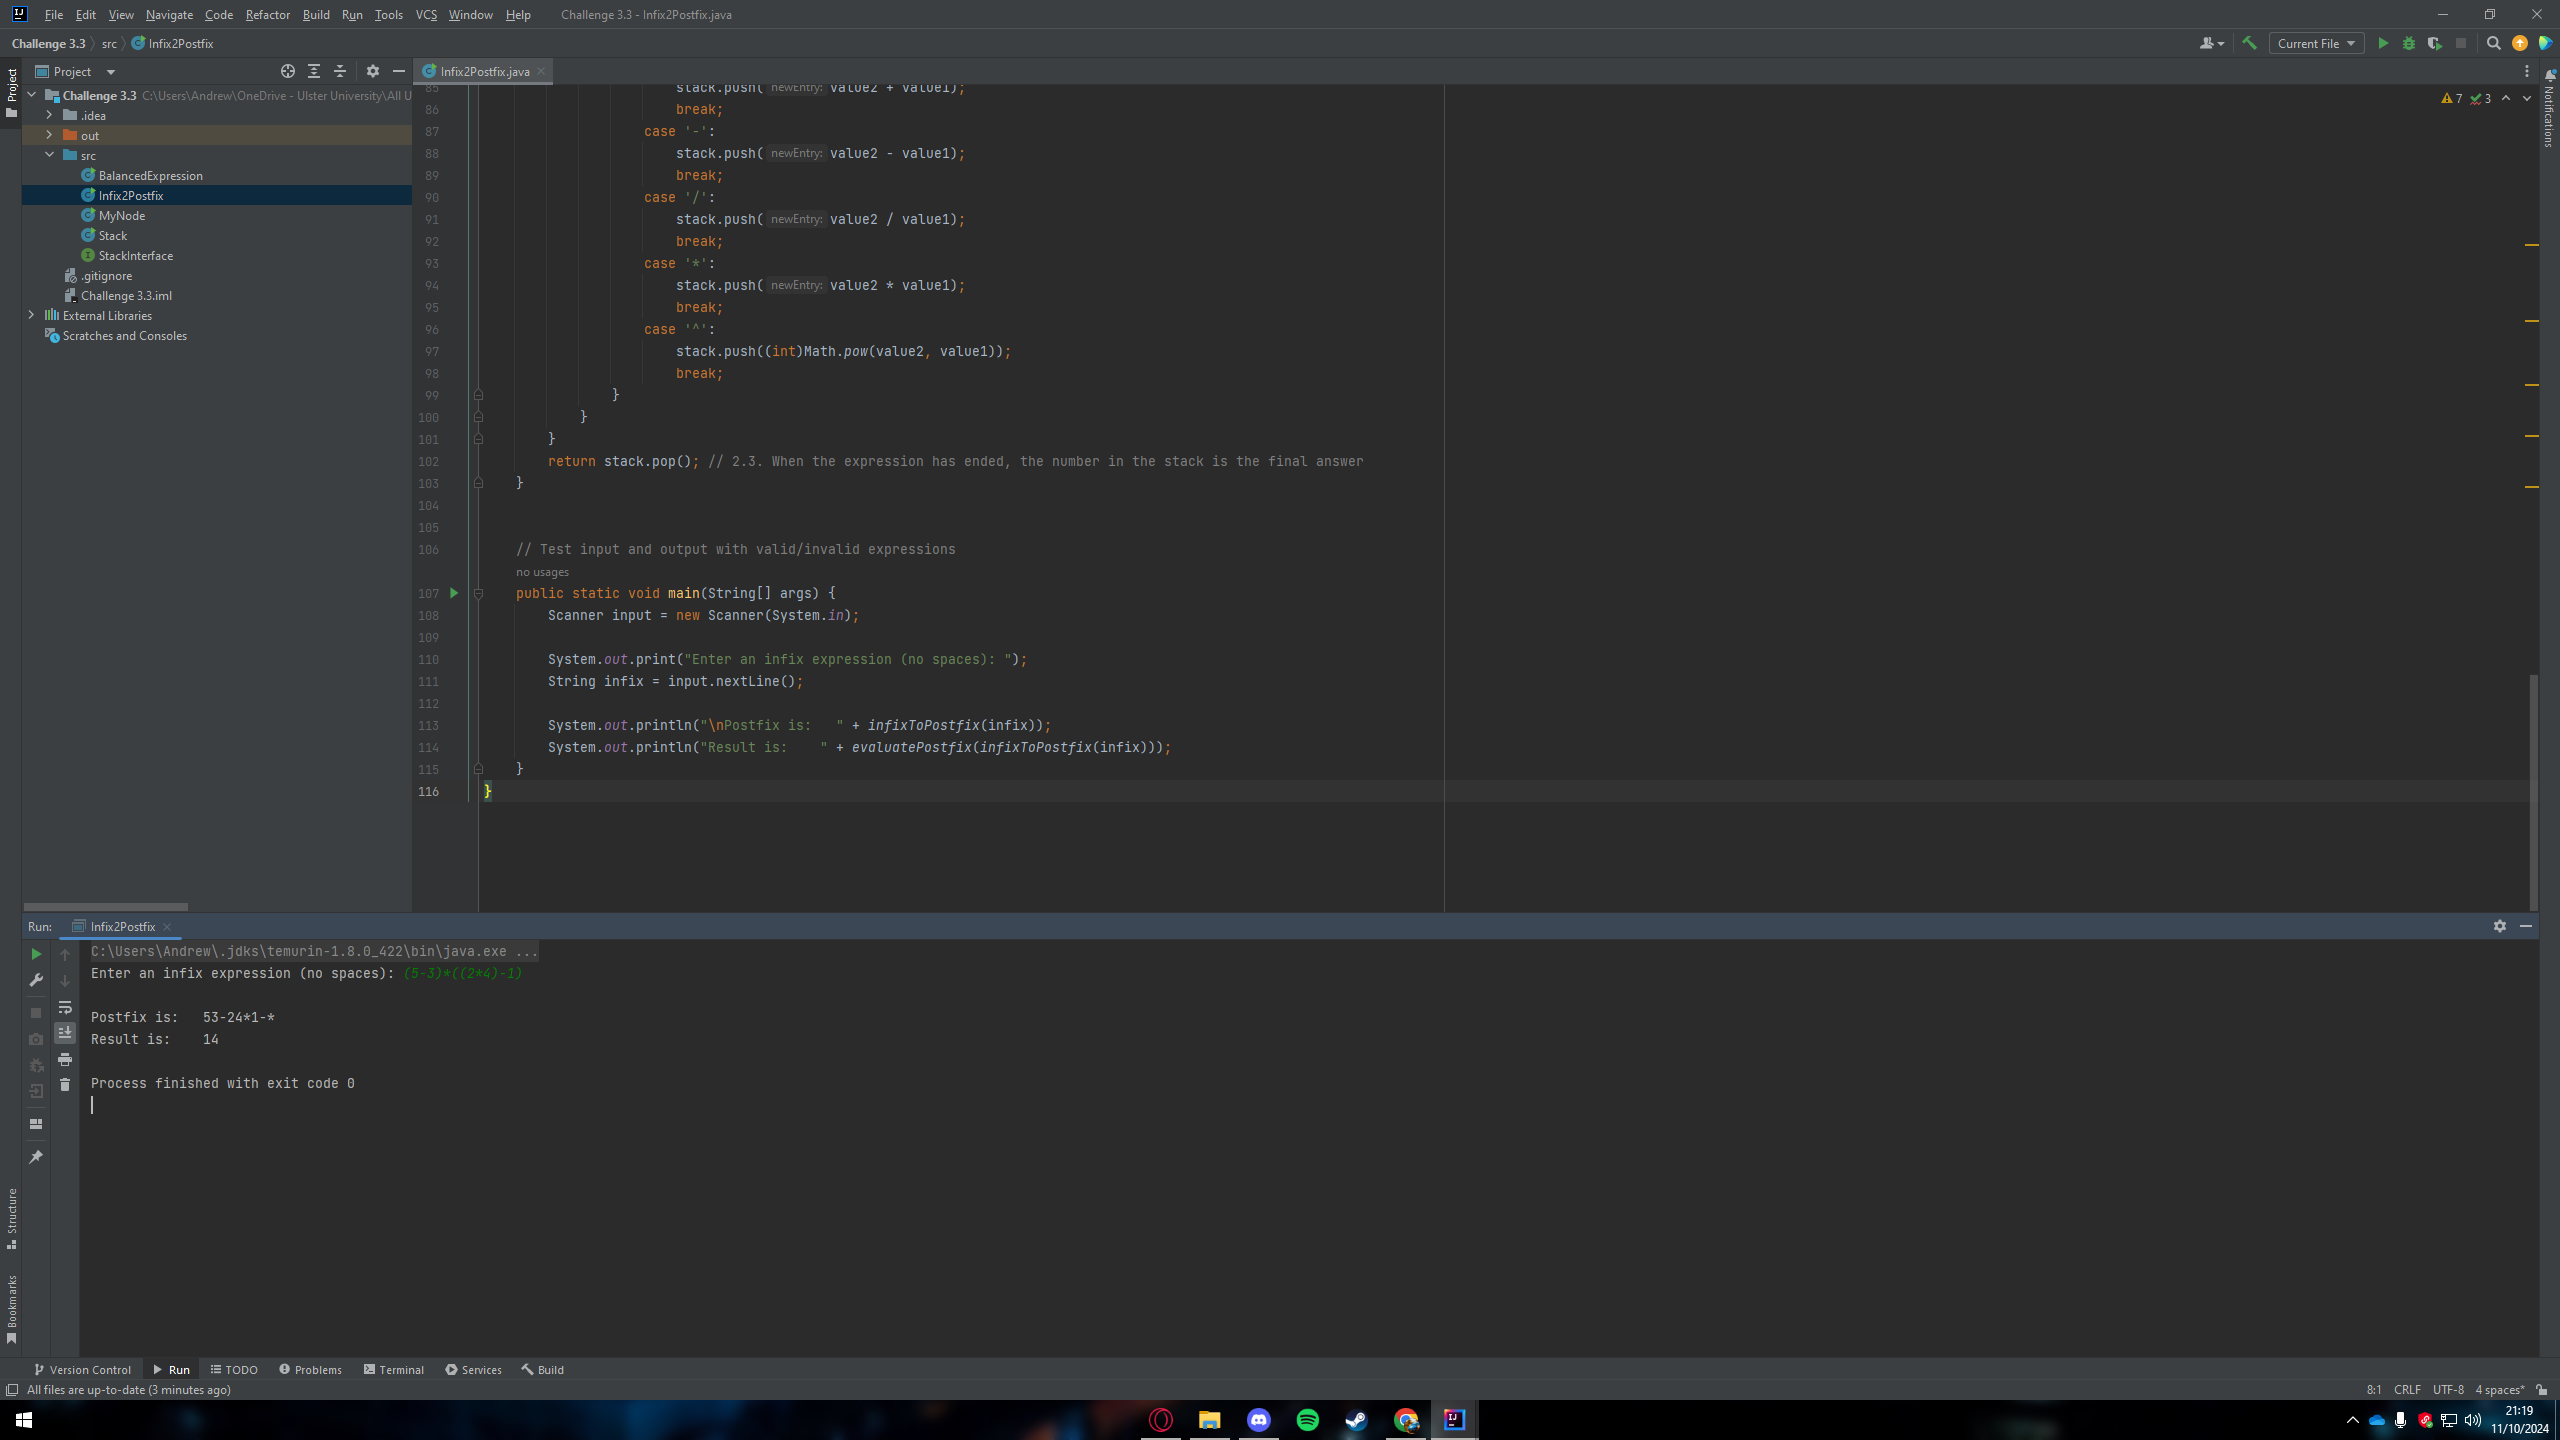 File Edit View Navigate Code Refactor Build Run Tools VCS Window Help Challenge 3.3 - Infix2Postfix.java
Challenge 3.3 src Infix2Postfix
Current File
Project
Project
Challenge 3.3 C:\Users\Andrew\OneDrive - Ulster University\All U
.idea
out
src
BalancedExpression
Infix2Postfix
MyNode
Stack
StackInterface
.gitignore
Challenge 3.3.iml
External Libraries
Scratches and Consoles
Infix2Postfix.java
7 3
Notifications
85 stack.push( newEntry: value2 + value1);
86 break;
87 case '-':
88 stack.push( newEntry: value2 - value1);
89 break;
90 case '/':
91 stack.push( newEntry: value2 / value1);
92 break;
93 case '*':
94 stack.push( newEntry: value2 * value1);
95 break;
96 case '^':
97 stack.push((int)Math.pow(value2, value1));
98 break;
99 }
100 }
101 }
102 return stack.pop(); // 2.3. When the expression has ended, the number in the stack is the final answer
103 }
104
105
106 // Test input and output with valid/invalid expressions
no usages
107 public static void main(String[] args) {
108 Scanner input = new Scanner(System.in);
109
110 System.out.print("Enter an infix expression (no spaces): ");
111 String infix = input.nextLine();
112
113 System.out.println("\nPostfix is:   " + infixToPostfix(infix));
114 System.out.println("Result is:    " + evaluatePostfix(infixToPostfix(infix)));
115 }
116 }
Run: Infix2Postfix
C:\Users\Andrew\.jdks\temurin-1.8.0_422\bin\java.exe ...
Enter an infix expression (no spaces): (5-3)*((2*4)-1)
Postfix is:   53-24*1-*
Result is:    14
Process finished with exit code 0
Structure
Bookmarks
Version Control Run TODO Problems Terminal Services Build
All files are up-to-date (3 minutes ago)
8:1 CRLF UTF-8 4 spaces*
21:19
11/10/2024